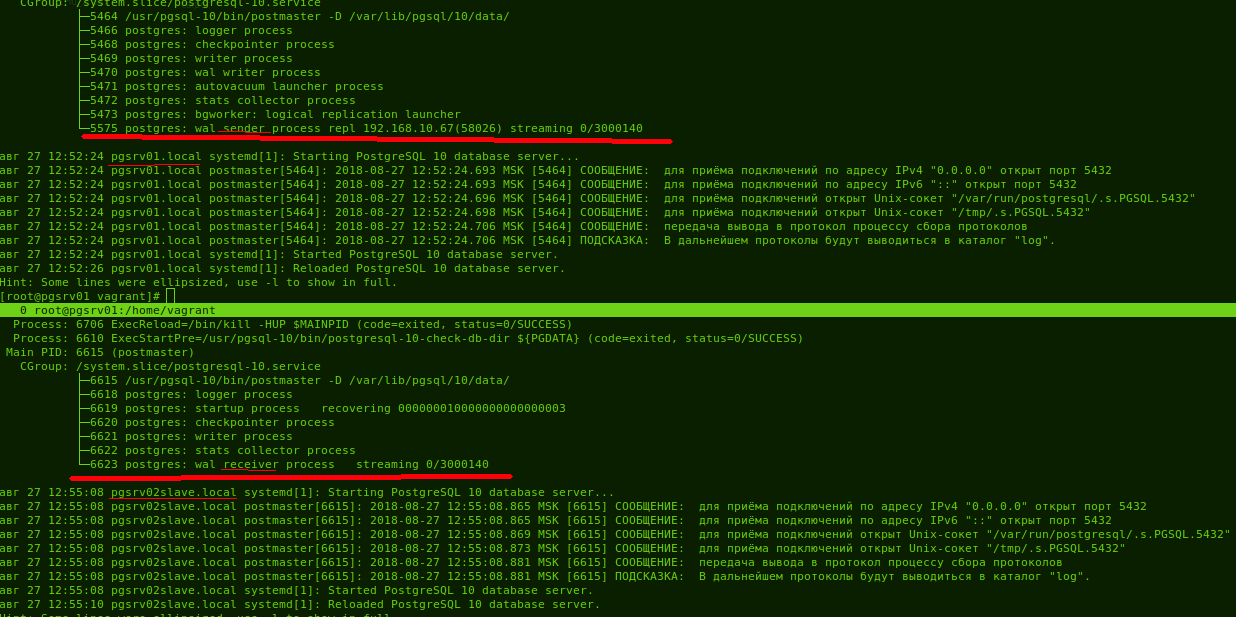 CGroup: /system.slice/postgresql-10.service
├─5464 /usr/pgsql-10/bin/postmaster -D /var/lib/pgsql/10/data/
├─5466 postgres: logger process
├─5468 postgres: checkpointer process
├─5469 postgres: writer process
├─5470 postgres: wal writer process
├─5471 postgres: autovacuum launcher process
├─5472 postgres: stats collector process
├─5473 postgres: bgworker: logical replication launcher
└─5575 postgres: wal sender process repl 192.168.10.67(58026) streaming 0/3000140
авг 27 12:52:24 pgsrv01.local systemd[1]: Starting PostgreSQL 10 database server...
авг 27 12:52:24 pgsrv01.local postmaster[5464]: 2018-08-27 12:52:24.693 MSK [5464] СООБЩЕНИЕ:  для приёма подключений по адресу IPv4 "0.0.0.0" открыт порт 5432
авг 27 12:52:24 pgsrv01.local postmaster[5464]: 2018-08-27 12:52:24.693 MSK [5464] СООБЩЕНИЕ:  для приёма подключений по адресу IPv6 "::" открыт порт 5432
авг 27 12:52:24 pgsrv01.local postmaster[5464]: 2018-08-27 12:52:24.696 MSK [5464] СООБЩЕНИЕ:  для приёма подключений открыт Unix-сокет "/var/run/postgresql/.s.PGSQL.5432"
авг 27 12:52:24 pgsrv01.local postmaster[5464]: 2018-08-27 12:52:24.698 MSK [5464] СООБЩЕНИЕ:  для приёма подключений открыт Unix-сокет "/tmp/.s.PGSQL.5432"
авг 27 12:52:24 pgsrv01.local postmaster[5464]: 2018-08-27 12:52:24.706 MSK [5464] СООБЩЕНИЕ:  передача вывода в протокол процессу сбора протоколов
авг 27 12:52:24 pgsrv01.local postmaster[5464]: 2018-08-27 12:52:24.706 MSK [5464] ПОДСКАЗКА:  В дальнейшем протоколы будут выводиться в каталог "log".
авг 27 12:52:24 pgsrv01.local systemd[1]: Started PostgreSQL 10 database server.
авг 27 12:52:26 pgsrv01.local systemd[1]: Reloaded PostgreSQL 10 database server.
Hint: Some lines were ellipsized, use -l to show in full.
[root@pgsrv01 vagrant]#
0 root@pgsrv01:/home/vagrant
Process: 6706 ExecReload=/bin/kill -HUP $MAINPID (code=exited, status=0/SUCCESS)
Process: 6610 ExecStartPre=/usr/pgsql-10/bin/postgresql-10-check-db-dir ${PGDATA} (code=exited, status=0/SUCCESS)
Main PID: 6615 (postmaster)
CGroup: /system.slice/postgresql-10.service
├─6615 /usr/pgsql-10/bin/postmaster -D /var/lib/pgsql/10/data/
├─6618 postgres: logger process
├─6619 postgres: startup process   recovering 000000010000000000000003
├─6620 postgres: checkpointer process
├─6621 postgres: writer process
├─6622 postgres: stats collector process
└─6623 postgres: wal receiver process   streaming 0/3000140
авг 27 12:55:08 pgsrv02slave.local systemd[1]: Starting PostgreSQL 10 database server...
авг 27 12:55:08 pgsrv02slave.local postmaster[6615]: 2018-08-27 12:55:08.865 MSK [6615] СООБЩЕНИЕ:  для приёма подключений по адресу IPv4 "0.0.0.0" открыт порт 5432
авг 27 12:55:08 pgsrv02slave.local postmaster[6615]: 2018-08-27 12:55:08.865 MSK [6615] СООБЩЕНИЕ:  для приёма подключений по адресу IPv6 "::" открыт порт 5432
авг 27 12:55:08 pgsrv02slave.local postmaster[6615]: 2018-08-27 12:55:08.869 MSK [6615] СООБЩЕНИЕ:  для приёма подключений открыт Unix-сокет "/var/run/postgresql/.s.PGSQL.5432"
авг 27 12:55:08 pgsrv02slave.local postmaster[6615]: 2018-08-27 12:55:08.873 MSK [6615] СООБЩЕНИЕ:  для приёма подключений открыт Unix-сокет "/tmp/.s.PGSQL.5432"
авг 27 12:55:08 pgsrv02slave.local postmaster[6615]: 2018-08-27 12:55:08.881 MSK [6615] СООБЩЕНИЕ:  передача вывода в протокол процессу сбора протоколов
авг 27 12:55:08 pgsrv02slave.local postmaster[6615]: 2018-08-27 12:55:08.881 MSK [6615] ПОДСКАЗКА:  В дальнейшем протоколы будут выводиться в каталог "log".
авг 27 12:55:08 pgsrv02slave.local systemd[1]: Started PostgreSQL 10 database server.
авг 27 12:55:10 pgsrv02slave.local systemd[1]: Reloaded PostgreSQL 10 database server.
Hint: Some lines were ellipsized, use -l to show in full.